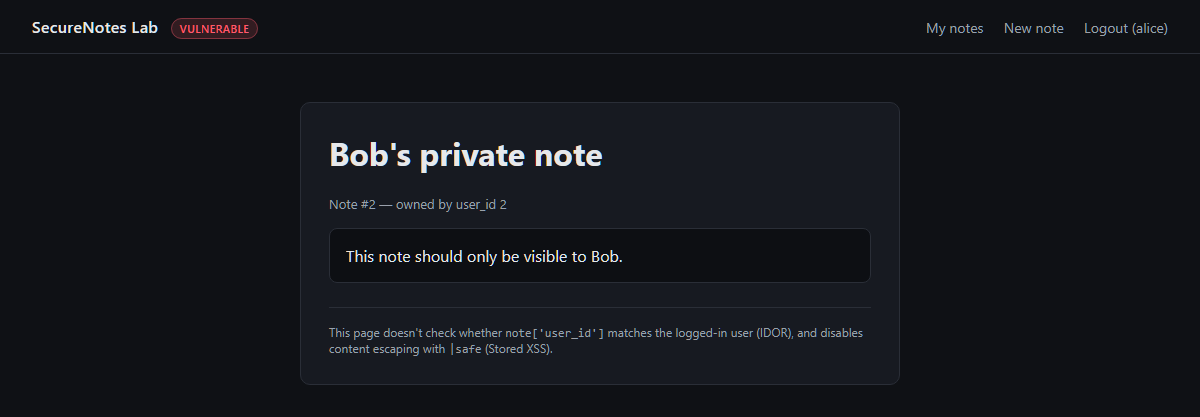 SecureNotes Lab VULNERABLE My notes New note Logout (alice)
Bob's private note
Note #2 — owned by user_id 2
This note should only be visible to Bob.
This page doesn't check whether note['user_id'] matches the logged-in user (IDOR), and disables
content escaping with |safe (Stored XSS).